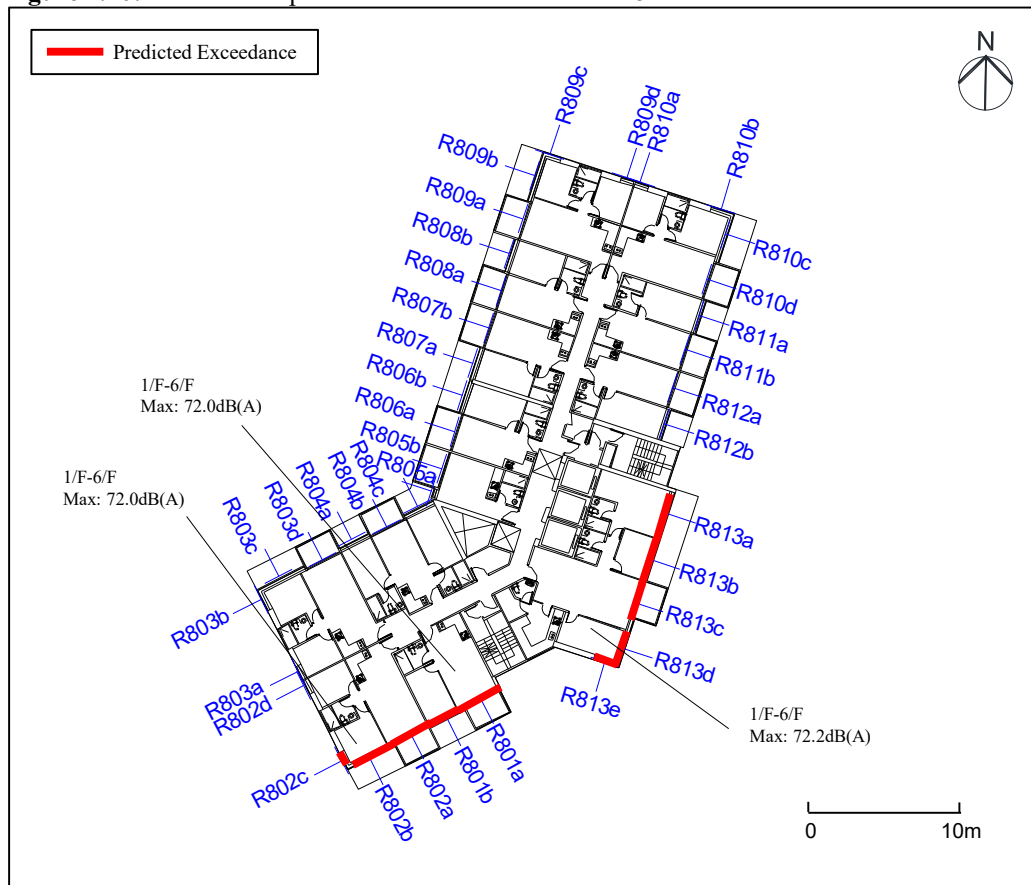 Predicted Exceedance
N
R809c
R809d
R810a
R810b
R809b
R809a
R808b
R808a
R807b
R807a
R806b
R806a
R805b
R805a
R804c
R804b
R804a
R803d
R803c
R803b
R803a
R802d
R802c
R802b
R802a
R801b
R801a
R810c
R810d
R811a
R811b
R812a
R812b
R813a
R813b
R813c
R813d
R813e
1/F-6/F
Max: 72.0dB(A)
1/F-6/F
Max: 72.0dB(A)
1/F-6/F
Max: 72.2dB(A)
0 10m